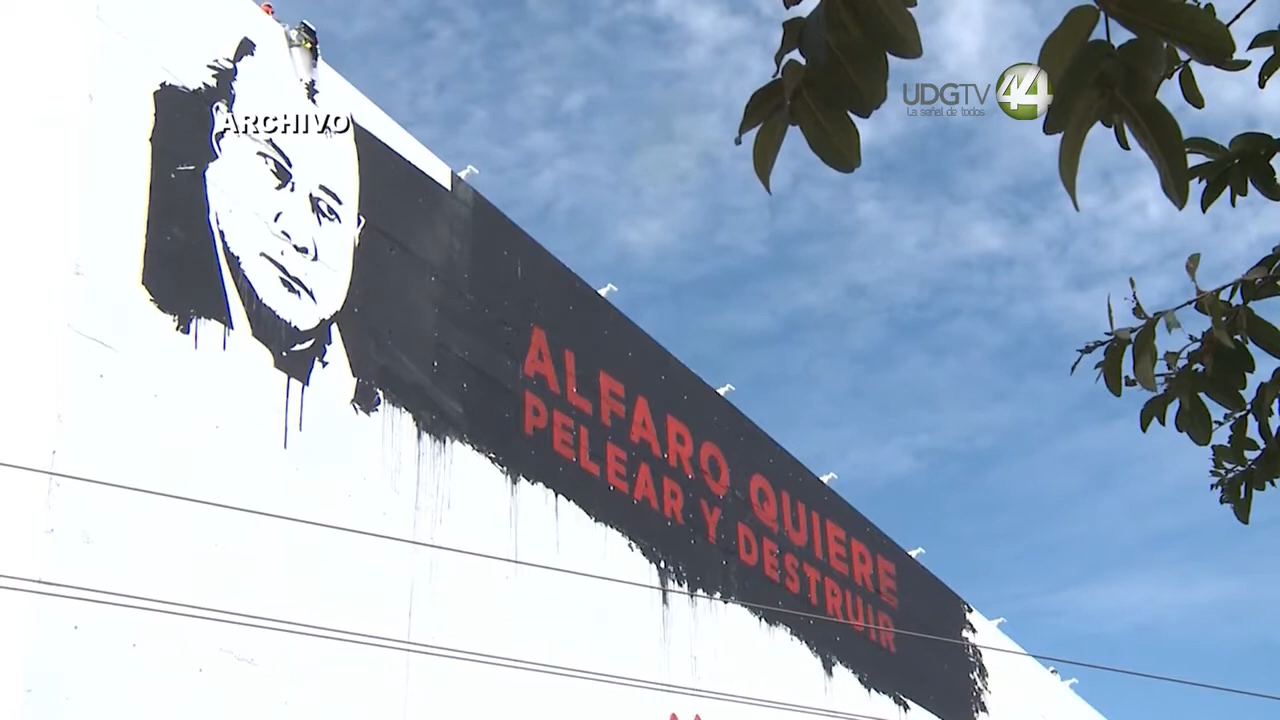 ARCHIVO
UDGTV 44
La señal de todos
ALFARO QUIERE
PELEAR Y DESTRUIR